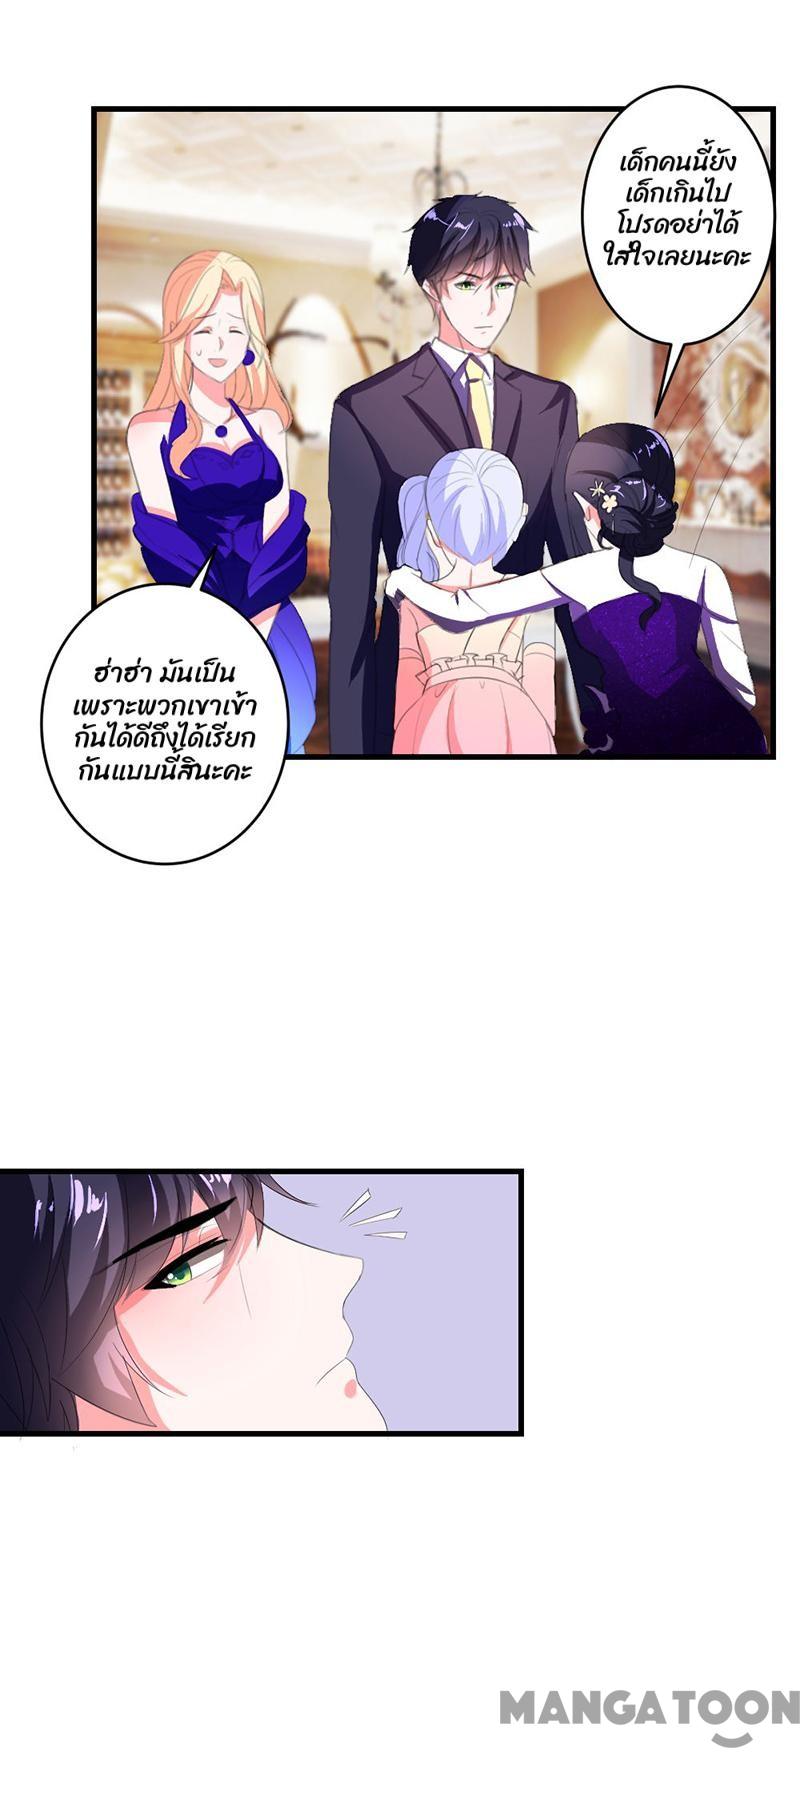 เด็กคนนี้ยัง
เด็กเกินไป
โปรดอย่าได้
ใส่ใจเลยนะคะ
ฮ่าฮ่า มันเป็น
เพราะพวกเขาเข้า
กันได้ดีถึงได้เรียก
กันแบบนี้สินะคะ
MANGATOON